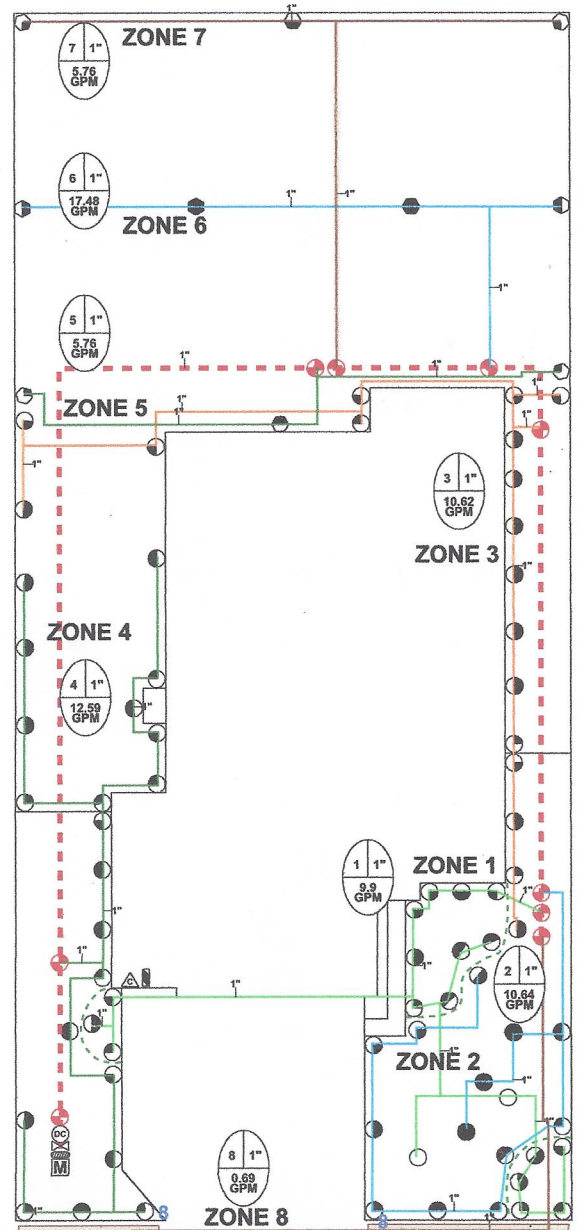 1"
ZONE 7
7 1"
5.76
GPM
1"
6 1"
17.48
GPM
1"
ZONE 6
1"
5 1"
5.76
GPM
1"
1"
ZONE 5
1"
1"
1"
1"
3 1"
10.62
GPM
ZONE 3
1"
ZONE 4
4 1"
12.59
GPM
1"
1 1"
9.9
GPM
ZONE 1
1"
1"
1"
1"
2 1"
10.64
GPM
C
1"
ZONE 2
1"
1"
DC
M
8 1"
0.69
GPM
1"
ZONE 8